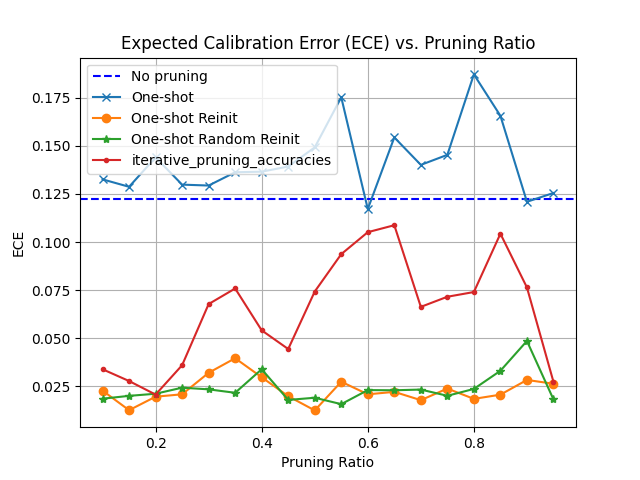 Expected Calibration Error (ECE) vs. Pruning Ratio
No pruning
One-shot
One-shot Reinit
One-shot Random Reinit
iterative_pruning_accuracies
0.175
0.150
0.125
0.100
0.075
0.050
0.025
ECE
0.2 0.4 0.6 0.8
Pruning Ratio